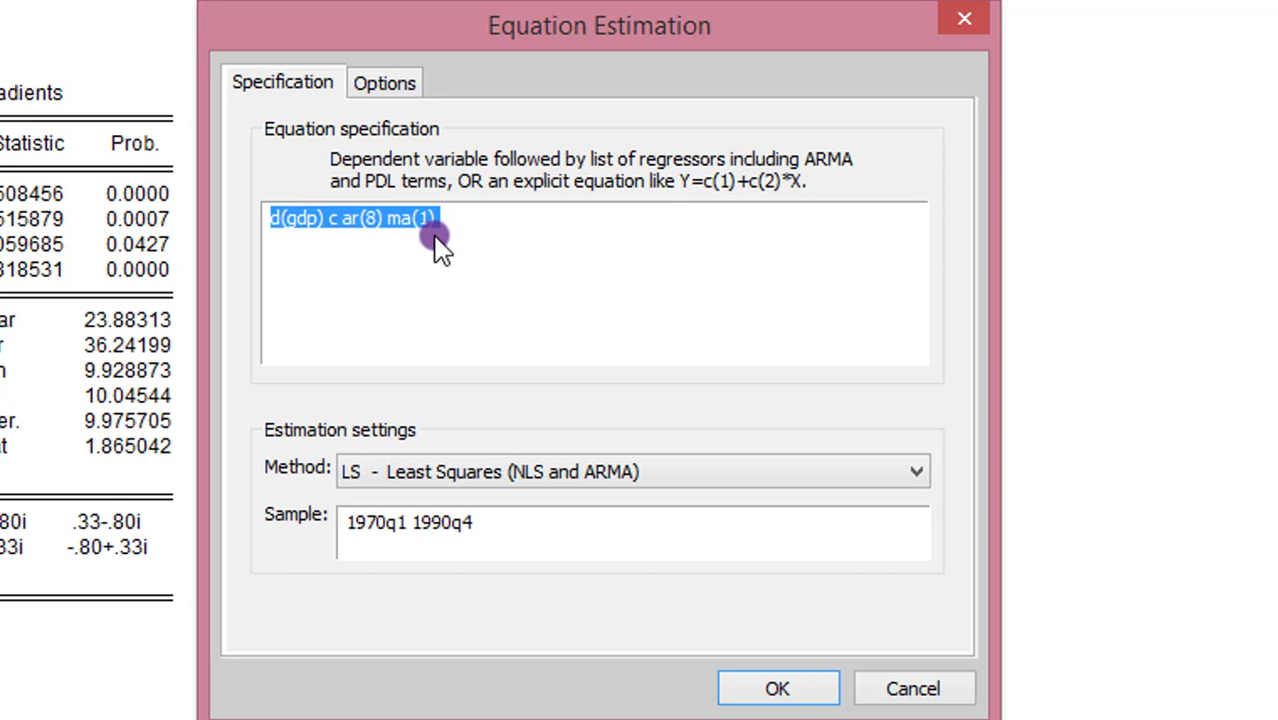 Equation Estimation
Specification Options
Equation specification
Dependent variable followed by list of regressors including ARMA
and PDL terms, OR an explicit equation like Y=c(1)+c(2)*X.
d(gdp) c ar(8) ma(1)
Estimation settings
Method: LS - Least Squares (NLS and ARMA)
Sample: 1970q1 1990q4
OK Cancel
adients
Statistic Prob.
508456 0.0000
515879 0.0007
059685 0.0427
318531 0.0000
ar 23.88313
r 36.24199
n 9.928873
10.04544
er. 9.975705
at 1.865042
80i .33-.80i
33i -.80+.33i